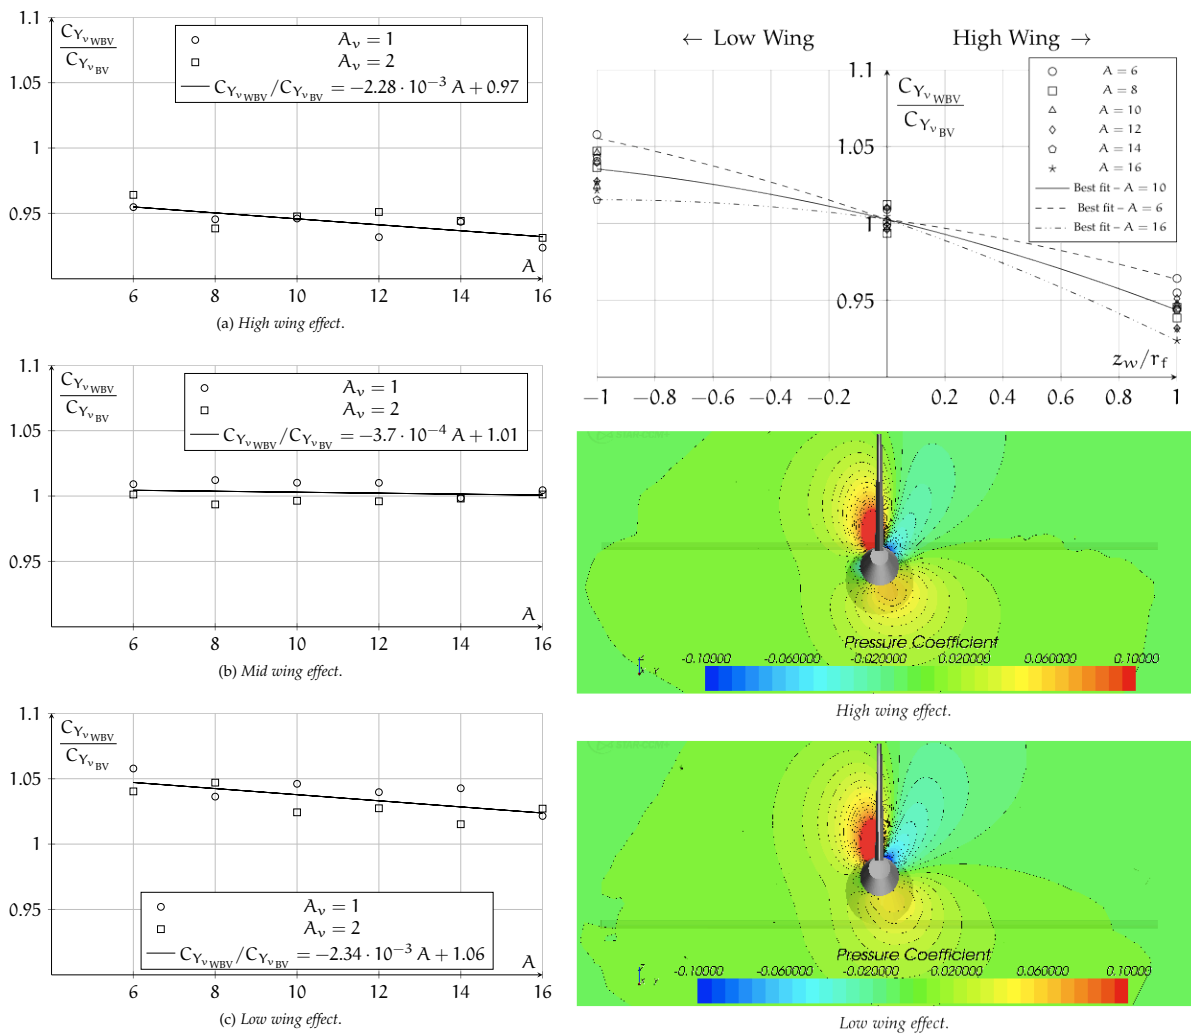 1.1
1.05
1
0.95
C_{Y_{v_{WBV}}}
C_{Y_{v_{BV}}}
A_v = 1
A_v = 2
C_{Y_{v_{WBV}}}/C_{Y_{v_{BV}}} = −2.28 · 10^{−3} A + 0.97
A
6 8 10 12 14 16
(a) High wing effect.
1.1
1.05
1
0.95
C_{Y_{v_{WBV}}}
C_{Y_{v_{BV}}}
A_v = 1
A_v = 2
C_{Y_{v_{WBV}}}/C_{Y_{v_{BV}}} = −3.7 · 10^{−4} A + 1.01
A
6 8 10 12 14 16
(b) Mid wing effect.
1.1
1.05
1
0.95
C_{Y_{v_{WBV}}}
C_{Y_{v_{BV}}}
A_v = 1
A_v = 2
C_{Y_{v_{WBV}}}/C_{Y_{v_{BV}}} = −2.34 · 10^{−3} A + 1.06
A
6 8 10 12 14 16
(c) Low wing effect.
← Low Wing High Wing →
1.1
1.05
1
0.95
C_{Y_{v_{WBV}}}
C_{Y_{v_{BV}}}
A = 6
A = 8
A = 10
A = 12
A = 14
A = 16
Best fit – A = 10
Best fit – A = 6
Best fit – A = 16
z_w/r_f
−1 −0.8 −0.6 −0.4 −0.2 0.2 0.4 0.6 0.8 1
Pressure Coefficient
-0.10000 -0.060000 -0.020000 0.020000 0.060000 0.10000
High wing effect.
Pressure Coefficient
-0.10000 -0.060000 -0.020000 0.020000 0.060000 0.10000
Low wing effect.